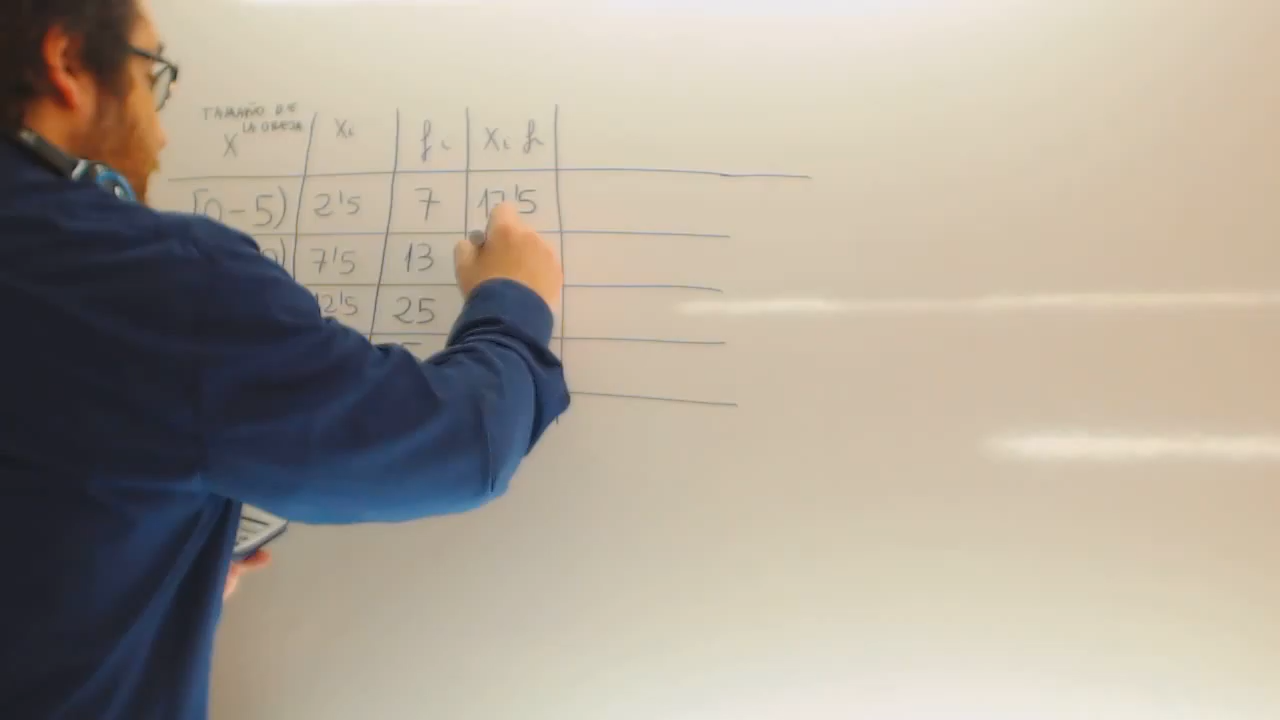 TAMAÑO DE
LA OREJA
X xi fi xi fi
[0-5) 2'5 7 17'5
7'5 13
12'5 25